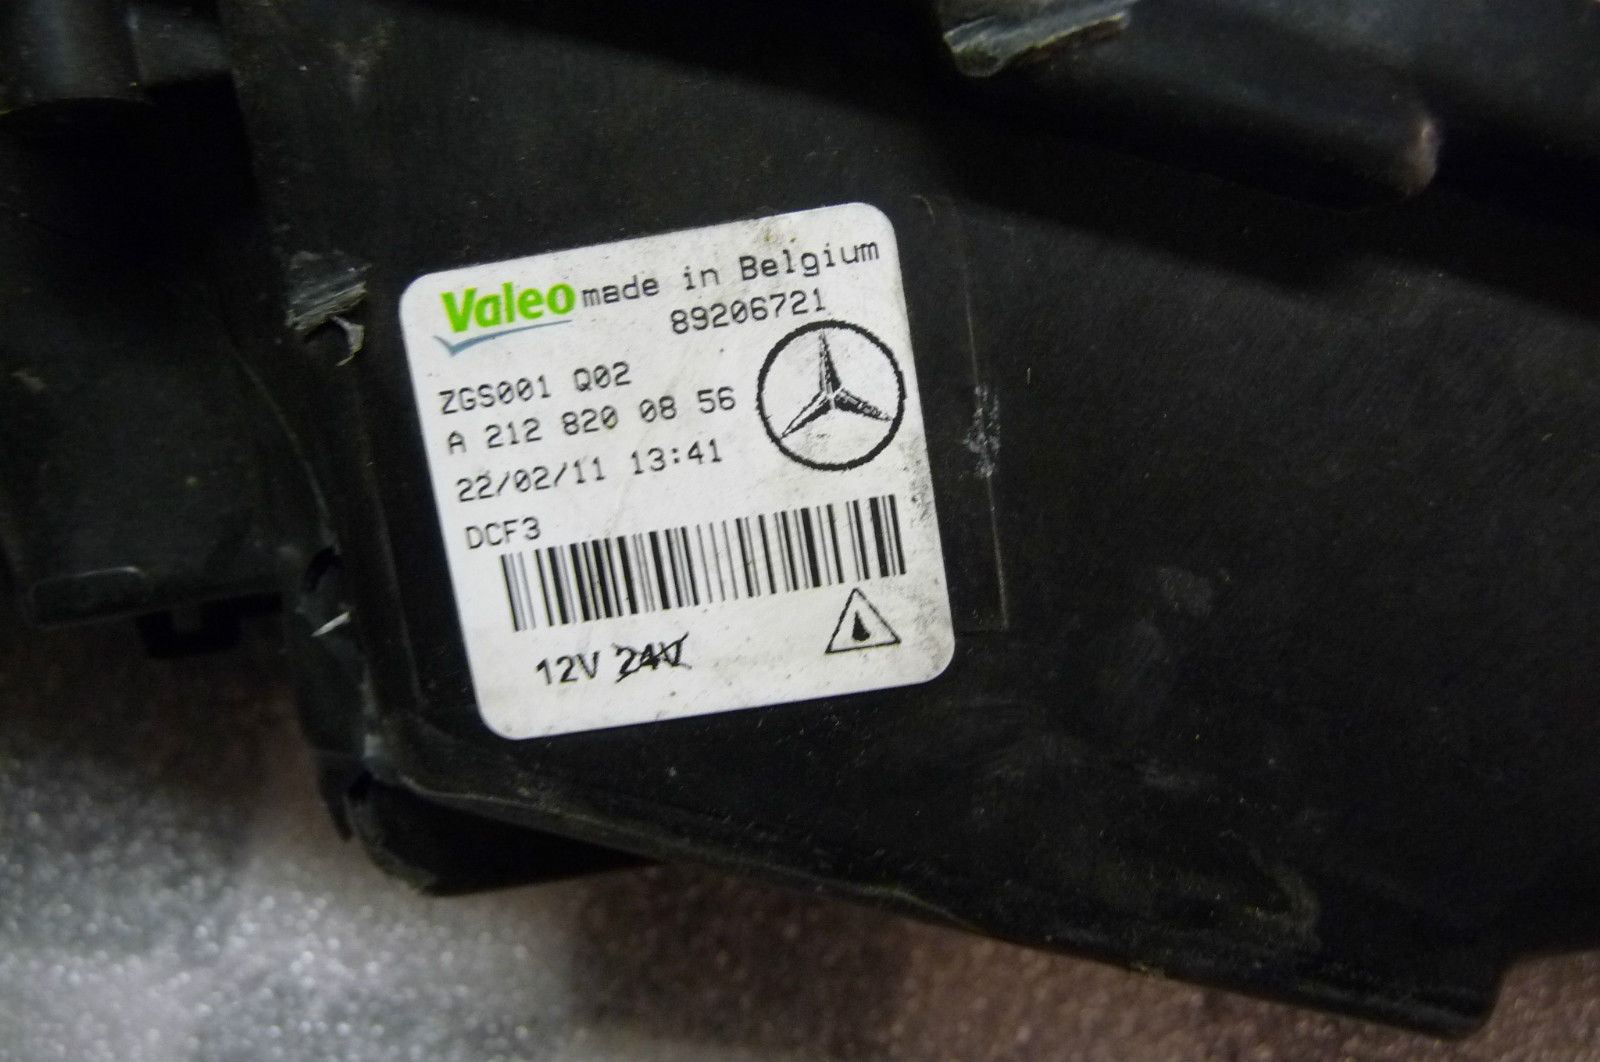 Valeo made in Belgium
89206721
ZGS001 Q02
A 212 820 08 56
22/02/11 13:41
DCF3
12V 24V